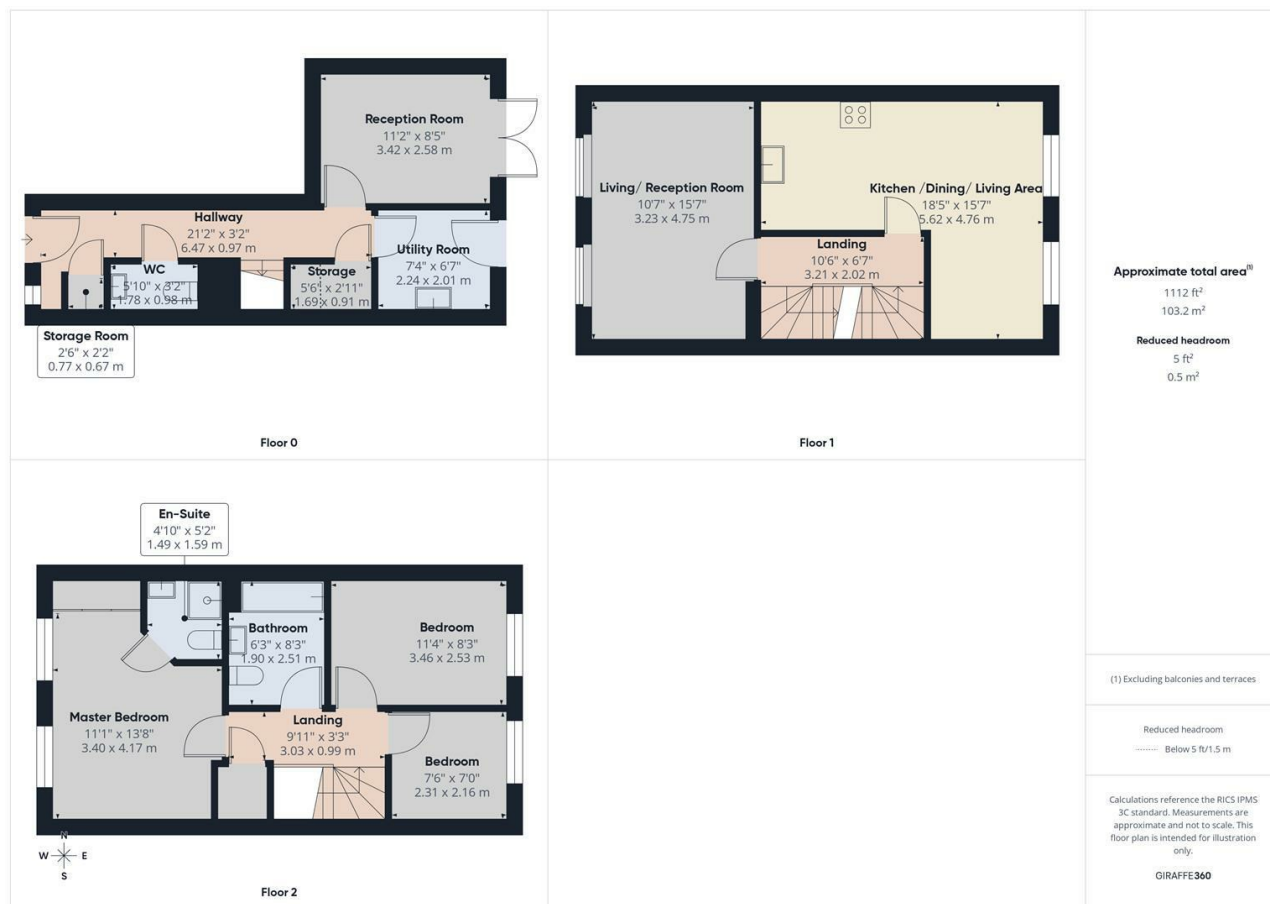 Reception Room
11'2" x 8'5"
3.42 x 2.58 m
Hallway
21'2" x 3'2"
6.47 x 0.97 m
WC
5'10" x 3'2"
1.78 x 0.98 m
Storage
5'6" x 2'11"
1.69 x 0.91 m
Utility Room
7'4" x 6'7"
2.24 x 2.01 m
Storage Room
2'6" x 2'2"
0.77 x 0.67 m
Floor 0
Living/ Reception Room
10'7" x 15'7"
3.23 x 4.75 m
Kitchen /Dining/ Living Area
18'5" x 15'7"
5.62 x 4.76 m
Landing
10'6" x 6'7"
3.21 x 2.02 m
Floor 1
Approximate total area(1)
1112 ft²
103.2 m²
Reduced headroom
5 ft²
0.5 m²
En-Suite
4'10" x 5'2"
1.49 x 1.59 m
Bathroom
6'3" x 8'3"
1.90 x 2.51 m
Bedroom
11'4" x 8'3"
3.46 x 2.53 m
Master Bedroom
11'1" x 13'8"
3.40 x 4.17 m
Landing
9'11" x 3'3"
3.03 x 0.99 m
Bedroom
7'6" x 7'0"
2.31 x 2.16 m
N
W E
S
Floor 2
(1) Excluding balconies and terraces
Reduced headroom
Below 5 ft/1.5 m
Calculations reference the RICS IPMS
3C standard. Measurements are
approximate and not to scale. This
floor plan is intended for illustration
only.
GIRAFFE360